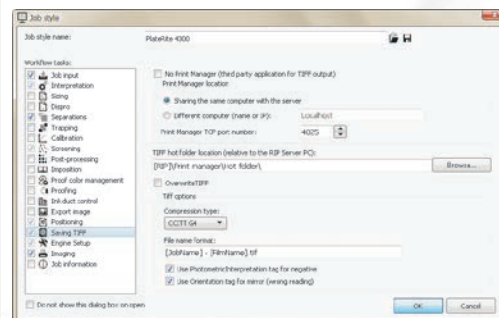 Job style
Job style name:
PlateRite 4300
Workflow tasks:
Job input
Interpretation
Sizing
Dispro
Separations
Trapping
Calibration
Screening
Post-processing
Imposition
Proof color management
Proofing
Ink-duct control
Export image
Positioning
Saving TIFF
Engine Setup
Imaging
Job information
No Print Manager (third party application for TIFF output)
Print Manager location
Sharing the same computer with the server
Different computer (name or IP):
Localhost
Print Manager TCP port number:
4025
TIFF hot folder location (relative to the RIP Server PC):
[RIP]\Print manager\Hot folder\
Browse...
OverwriteTIFF
Tiff options
Compression type:
CCITT G4
File name format:
[JobName] - [FilmName].tif
Use PhotometricInterpretation tag for negative
Use Orientation tag for mirror (wrong reading)
Do not show this dialog box on open
OK
Cancel